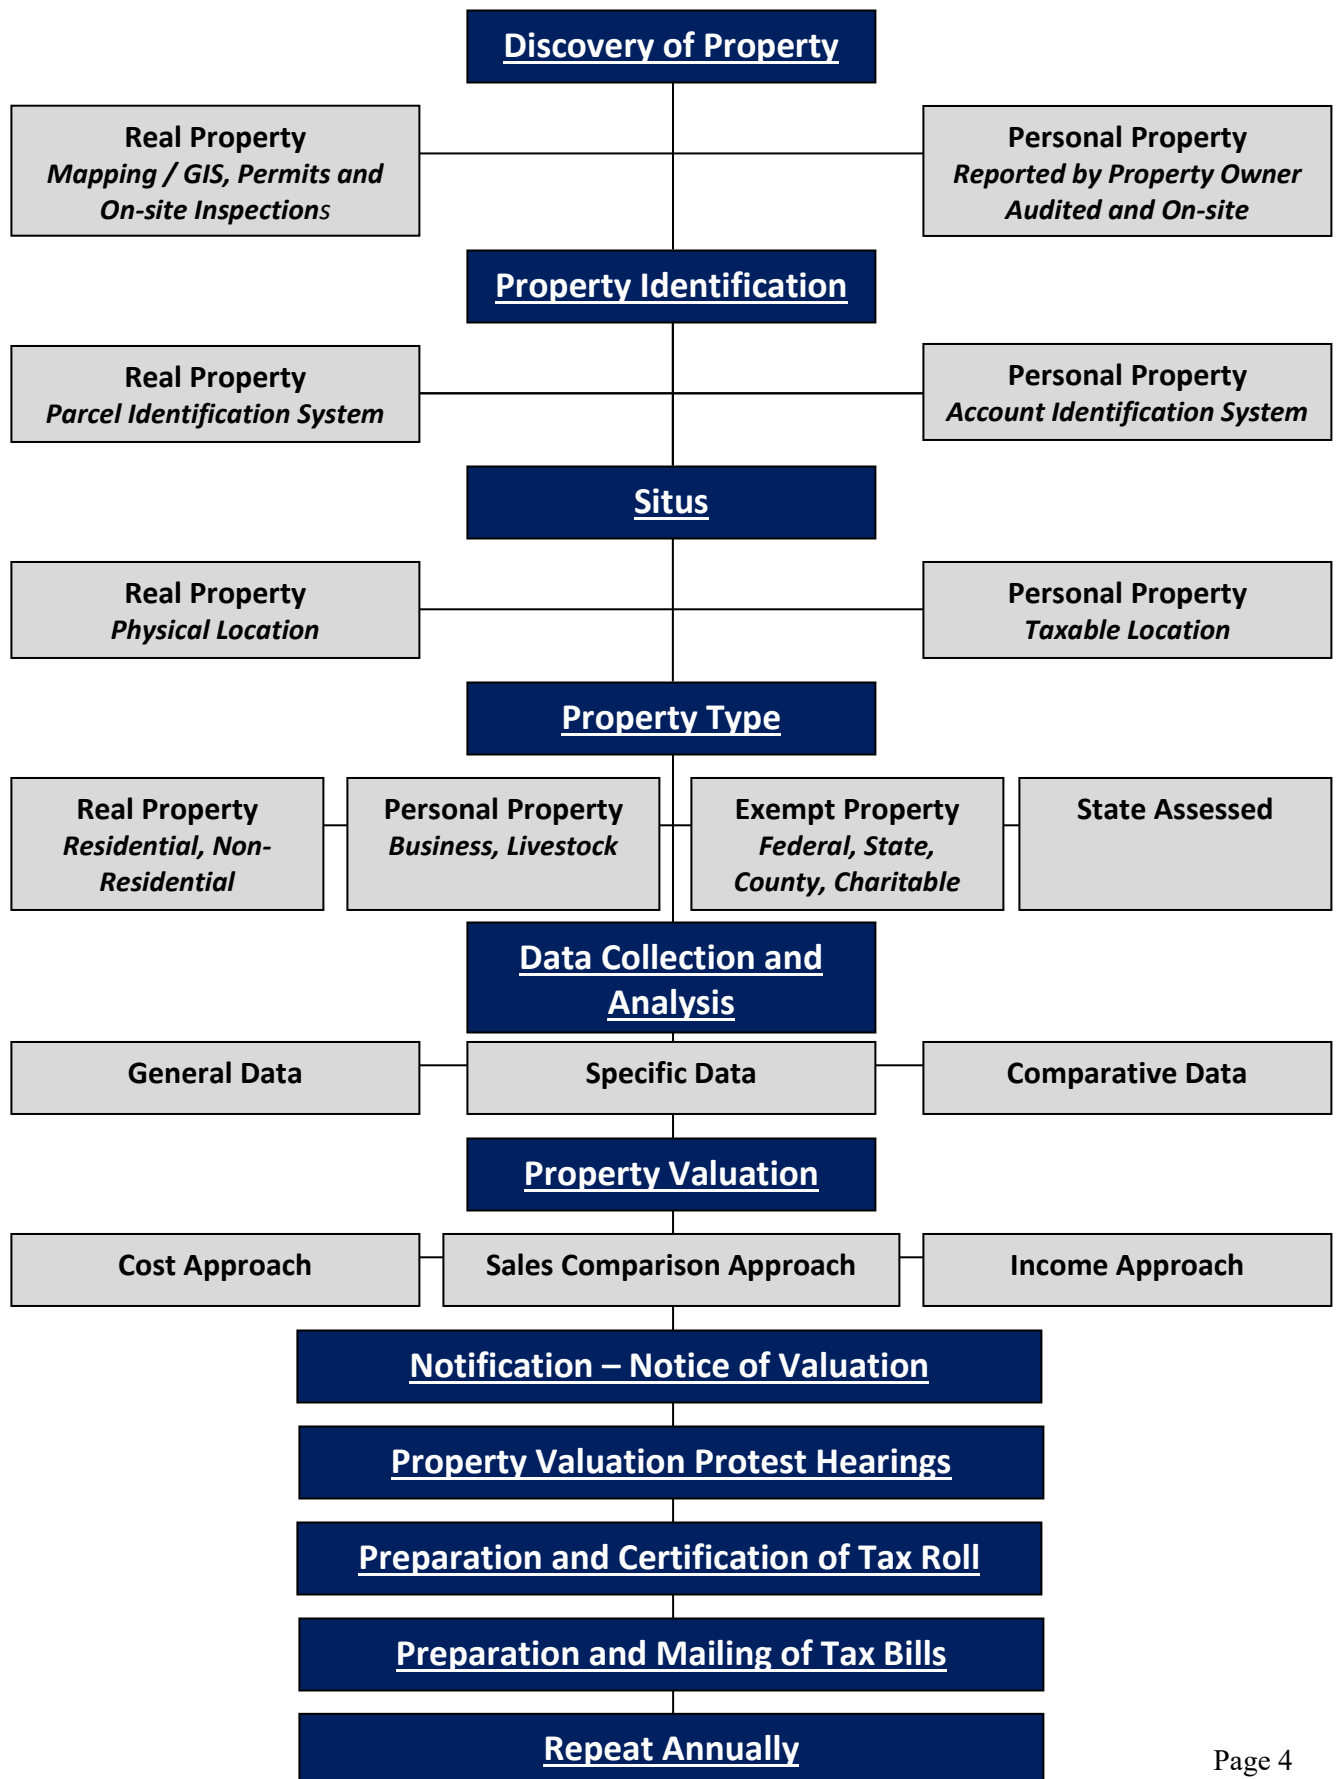 Discovery of Property
Real Property
Mapping / GIS, Permits and
On-site Inspections
Personal Property
Reported by Property Owner
Audited and On-site
Property Identification
Real Property
Parcel Identification System
Personal Property
Account Identification System
Situs
Real Property
Physical Location
Personal Property
Taxable Location
Property Type
Real Property
Residential, Non-
Residential
Personal Property
Business, Livestock
Exempt Property
Federal, State,
County, Charitable
State Assessed
Data Collection and
Analysis
General Data
Specific Data
Comparative Data
Property Valuation
Cost Approach
Sales Comparison Approach
Income Approach
Notification – Notice of Valuation
Property Valuation Protest Hearings
Preparation and Certification of Tax Roll
Preparation and Mailing of Tax Bills
Repeat Annually
Page 4